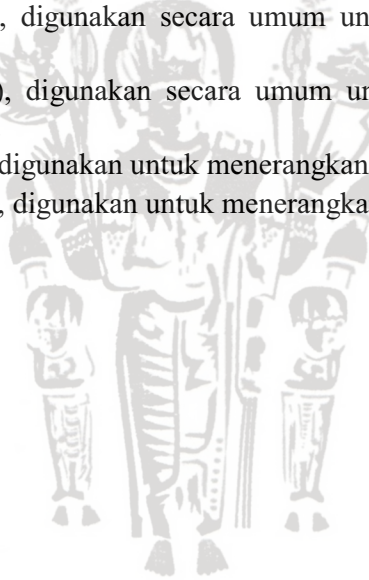 , digunakan secara umum un
), digunakan secara umum un
digunakan untuk menerangkan
, digunakan untuk menerangka